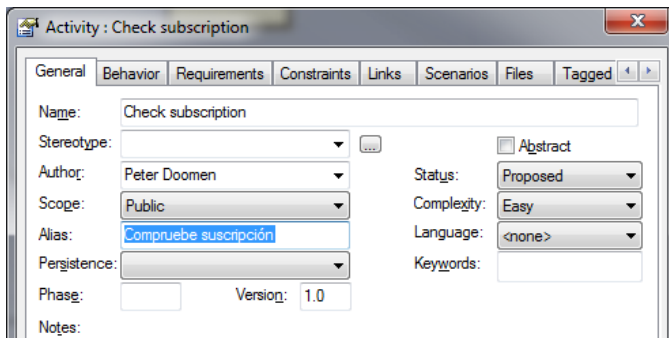 Activity : Check subscription
General Behavior Requirements Constraints Links Scenarios Files Tagged
Name: Check subscription
Stereotype: ... Abstract
Author: Peter Doomen Status: Proposed
Scope: Public Complexity: Easy
Alias: Compruebe suscripción Language: <none>
Persistence: Keywords:
Phase: Version: 1.0
Notes: